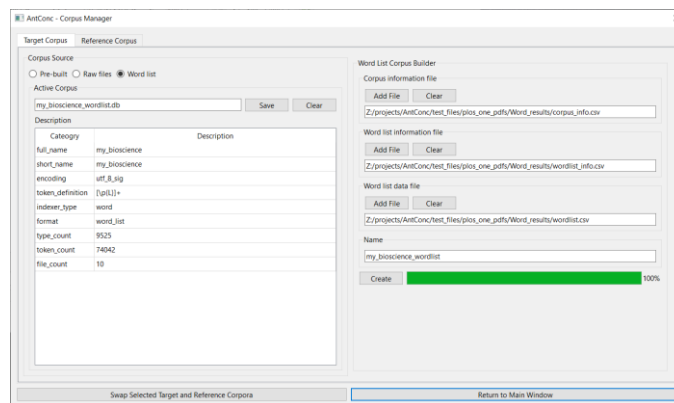 AntConc - Corpus Manager
Target Corpus Reference Corpus
Corpus Source
Pre-built Raw files Word list
Active Corpus
my_bioscience_wordlist.db Save Clear
Description
Cateogry Description
full_name my_bioscience
short_name my_bioscience
encoding utf_8_sig
token_definition [\p{L}]+
indexer_type word
format word_list
type_count 9525
token_count 74042
file_count 10
Word List Corpus Builder
Corpus information file
Add File Clear
Z:/projects/AntConc/test_files/plos_one_pdfs/Word_results/corpus_info.csv
Word list information file
Add File Clear
Z:/projects/AntConc/test_files/plos_one_pdfs/Word_results/wordlist_info.csv
Word list data file
Add File Clear
Z:/projects/AntConc/test_files/plos_one_pdfs/Word_results/wordlist.csv
Name
my_bioscience_wordlist
Create 100%
Swap Selected Target and Reference Corpora Return to Main Window